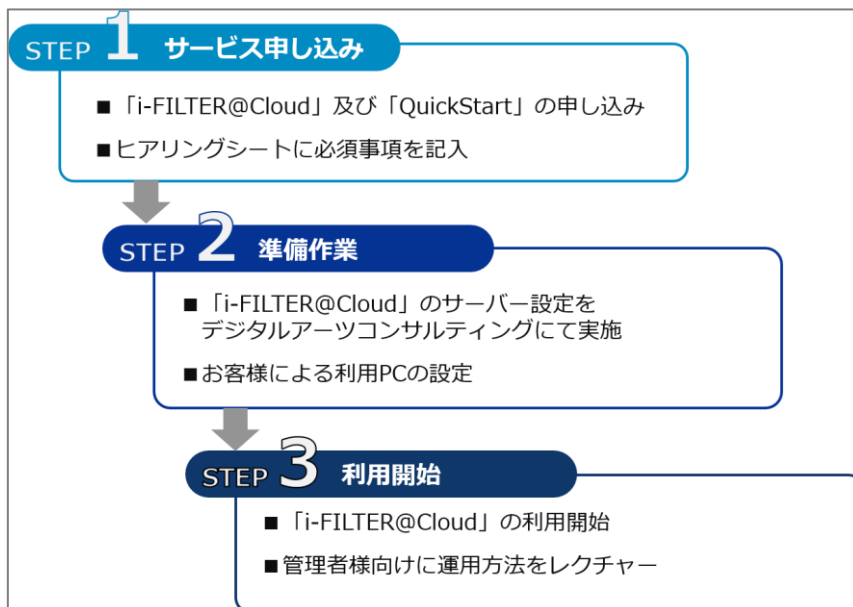 STEP 1 サービス申し込み
■「i-FILTER@Cloud」及び「QuickStart」の申し込み
■ヒアリングシートに必須事項を記入
STEP 2 準備作業
■「i-FILTER@Cloud」のサーバー設定を
デジタルアーツコンサルティングにて実施
■お客様による利用PCの設定
STEP 3 利用開始
■「i-FILTER@Cloud」の利用開始
■管理者様向けに運用方法をレクチャー